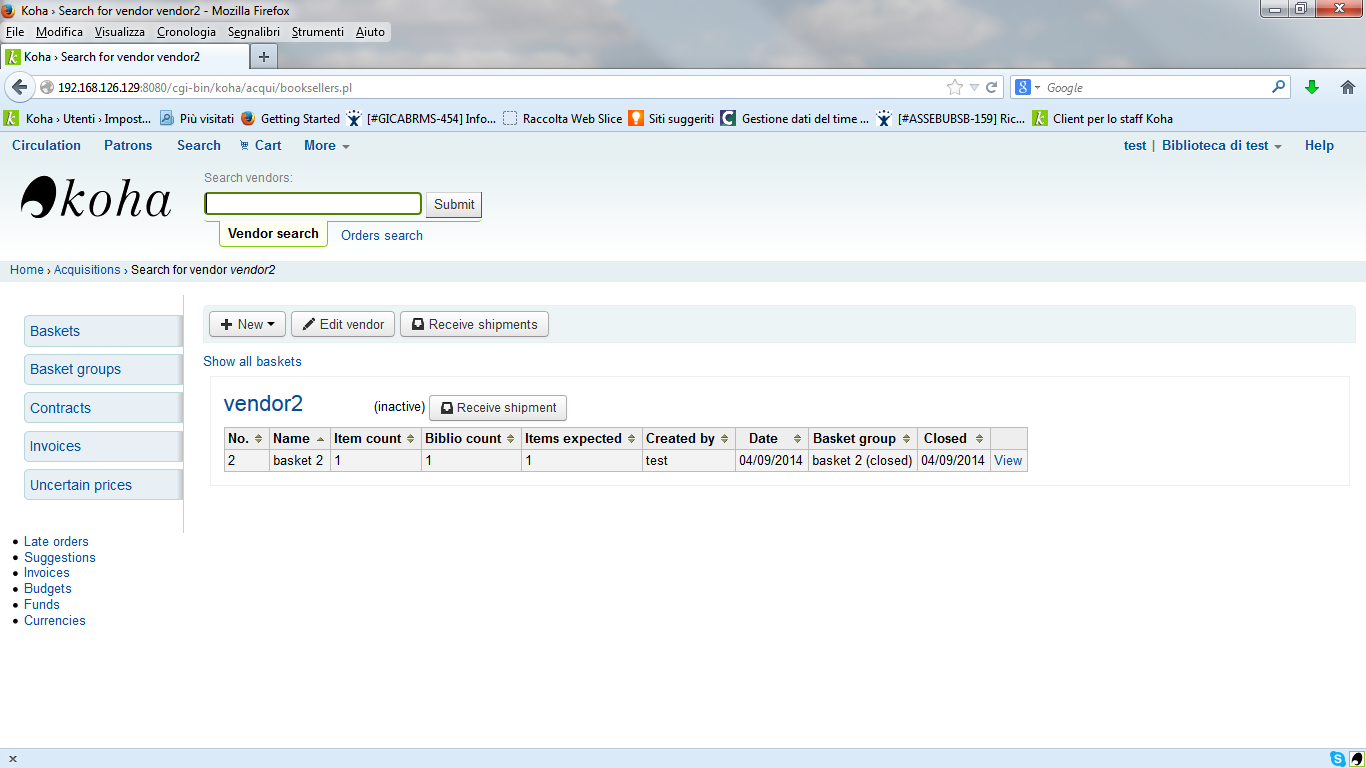 Koha › Search for vendor vendor2 - Mozilla Firefox
File Modifica Visualizza Cronologia Segnalibri Strumenti Aiuto
Koha › Search for vendor vendor2
192.168.126.129:8080/cgi-bin/koha/acqui/booksellers.pl Google
Koha › Utenti › Impost... Più visitati Getting Started [#GICABRMS-454] Info... Raccolta Web Slice Siti suggeriti Gestione dati del time ... [#ASSEBUBSB-159] Ric... Client per lo staff Koha
Circulation Patrons Search Cart More test | Biblioteca di test Help
Search vendors:
koha
Submit
Vendor search Orders search
Home › Acquisitions › Search for vendor vendor2
Baskets
Basket groups
Contracts
Invoices
Uncertain prices
Late orders
Suggestions
Invoices
Budgets
Funds
Currencies
New Edit vendor Receive shipments
Show all baskets
vendor2 (inactive) Receive shipment
No. Name Item count Biblio count Items expected Created by Date Basket group Closed
2 basket 2 1 1 1 test 04/09/2014 basket 2 (closed) 04/09/2014 View